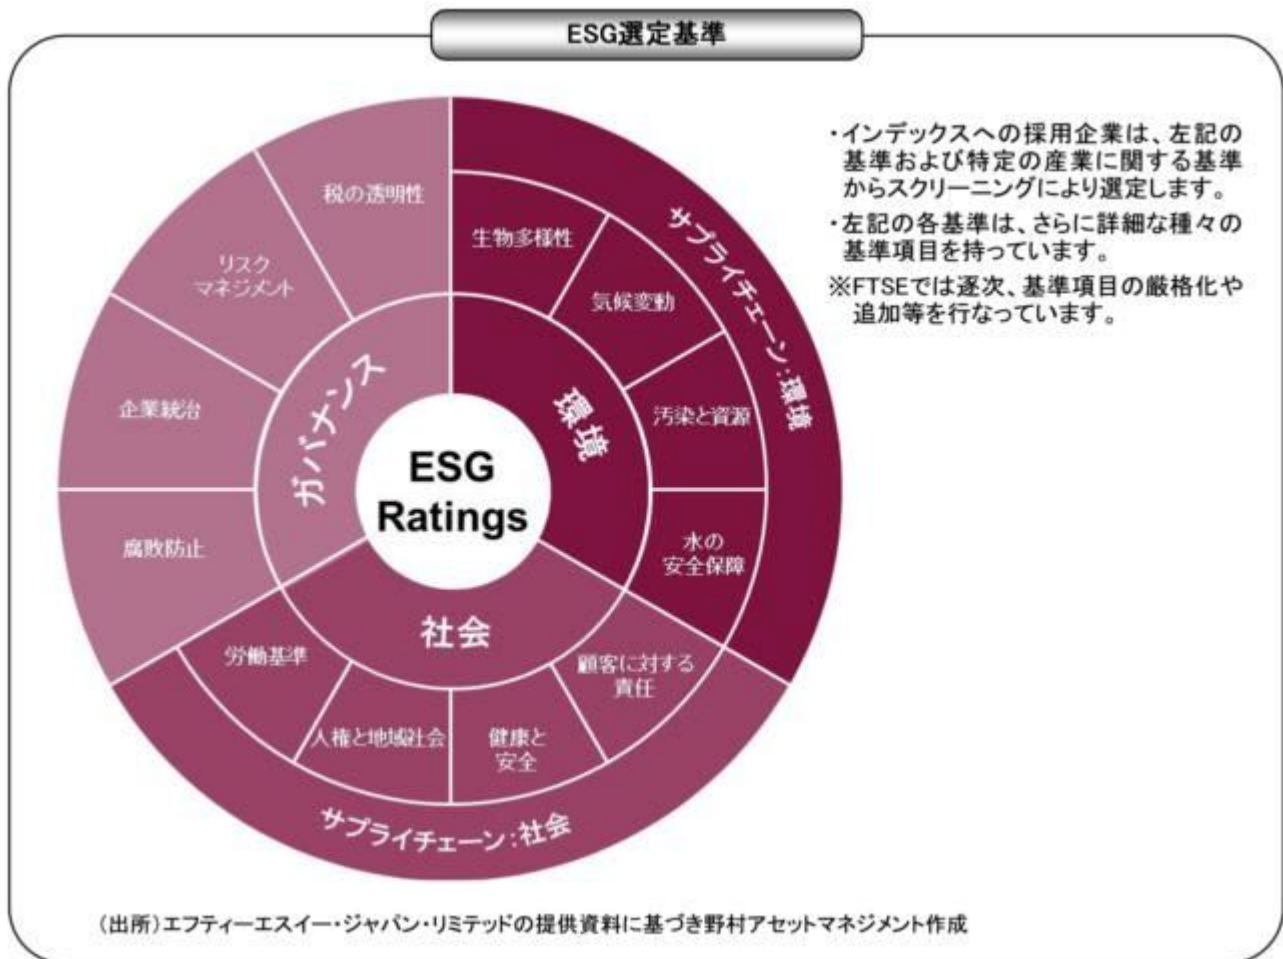 ESG選定基準
・インデックスへの採用企業は、左記の
基準および特定の産業に関する基準
からスクリーニングにより選定します。
・左記の各基準は、さらに詳細な種々の
基準項目を持っています。
※FTSEでは逐次、基準項目の厳格化や
追加等を行なっています。
ESG
Ratings
環境
サプライチェーン:環境
生物多様性
気候変動
汚染と資源
水の
安全保障
社会
サプライチェーン:社会
顧客に対する
責任
健康と
安全
人権と地域社会
労働基準
ガバナンス
腐敗防止
企業統治
リスク
マネジメント
税の透明性
(出所)エフティーエスイー・ジャパン・リミテッドの提供資料に基づき野村アセットマネジメント作成